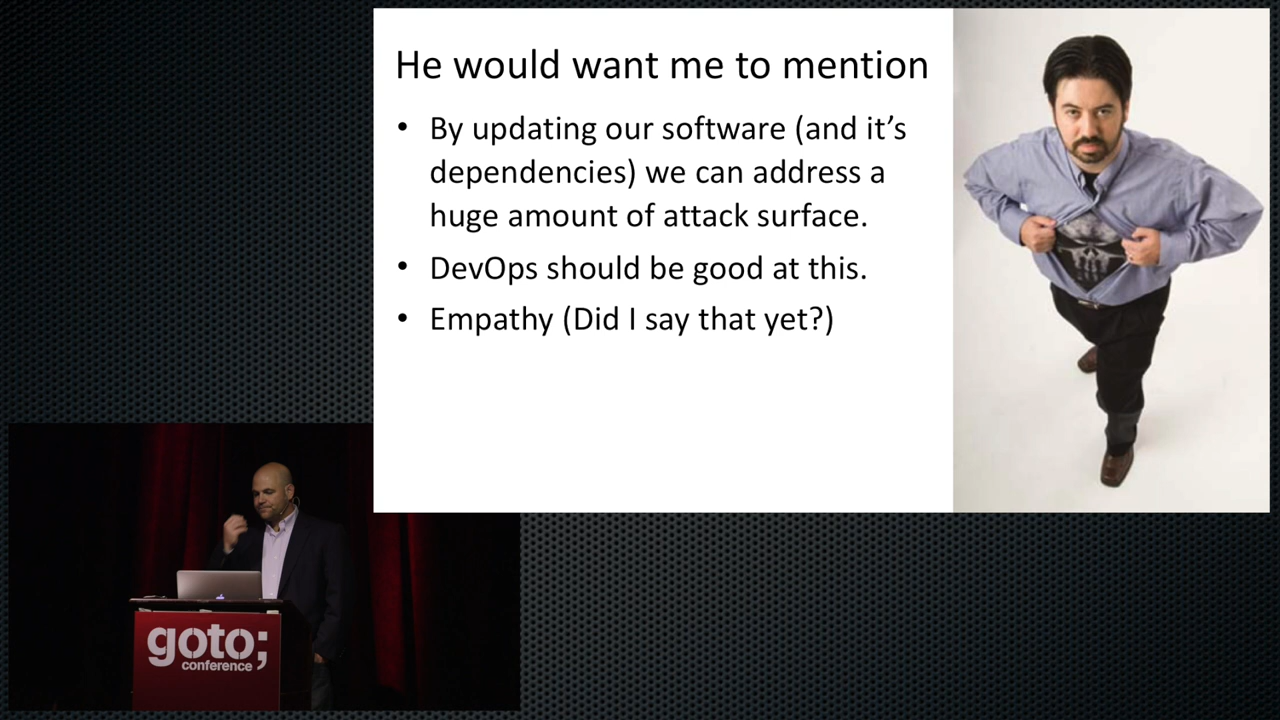 He would want me to mention
• By updating our software (and it’s
dependencies) we can address a
huge amount of attack surface.
• DevOps should be good at this.
• Empathy (Did I say that yet?)
goto;
conference